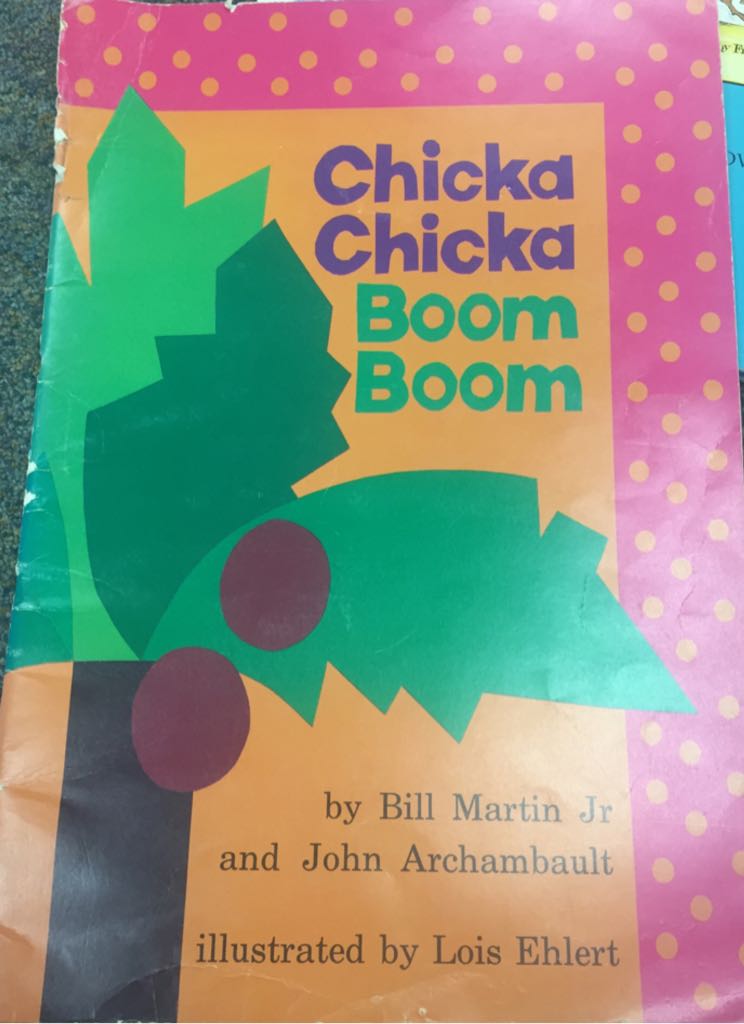 Chicka
Chicka
Boom
Boom
by Bill Martin Jr
and John Archambault
illustrated by Lois Ehlert